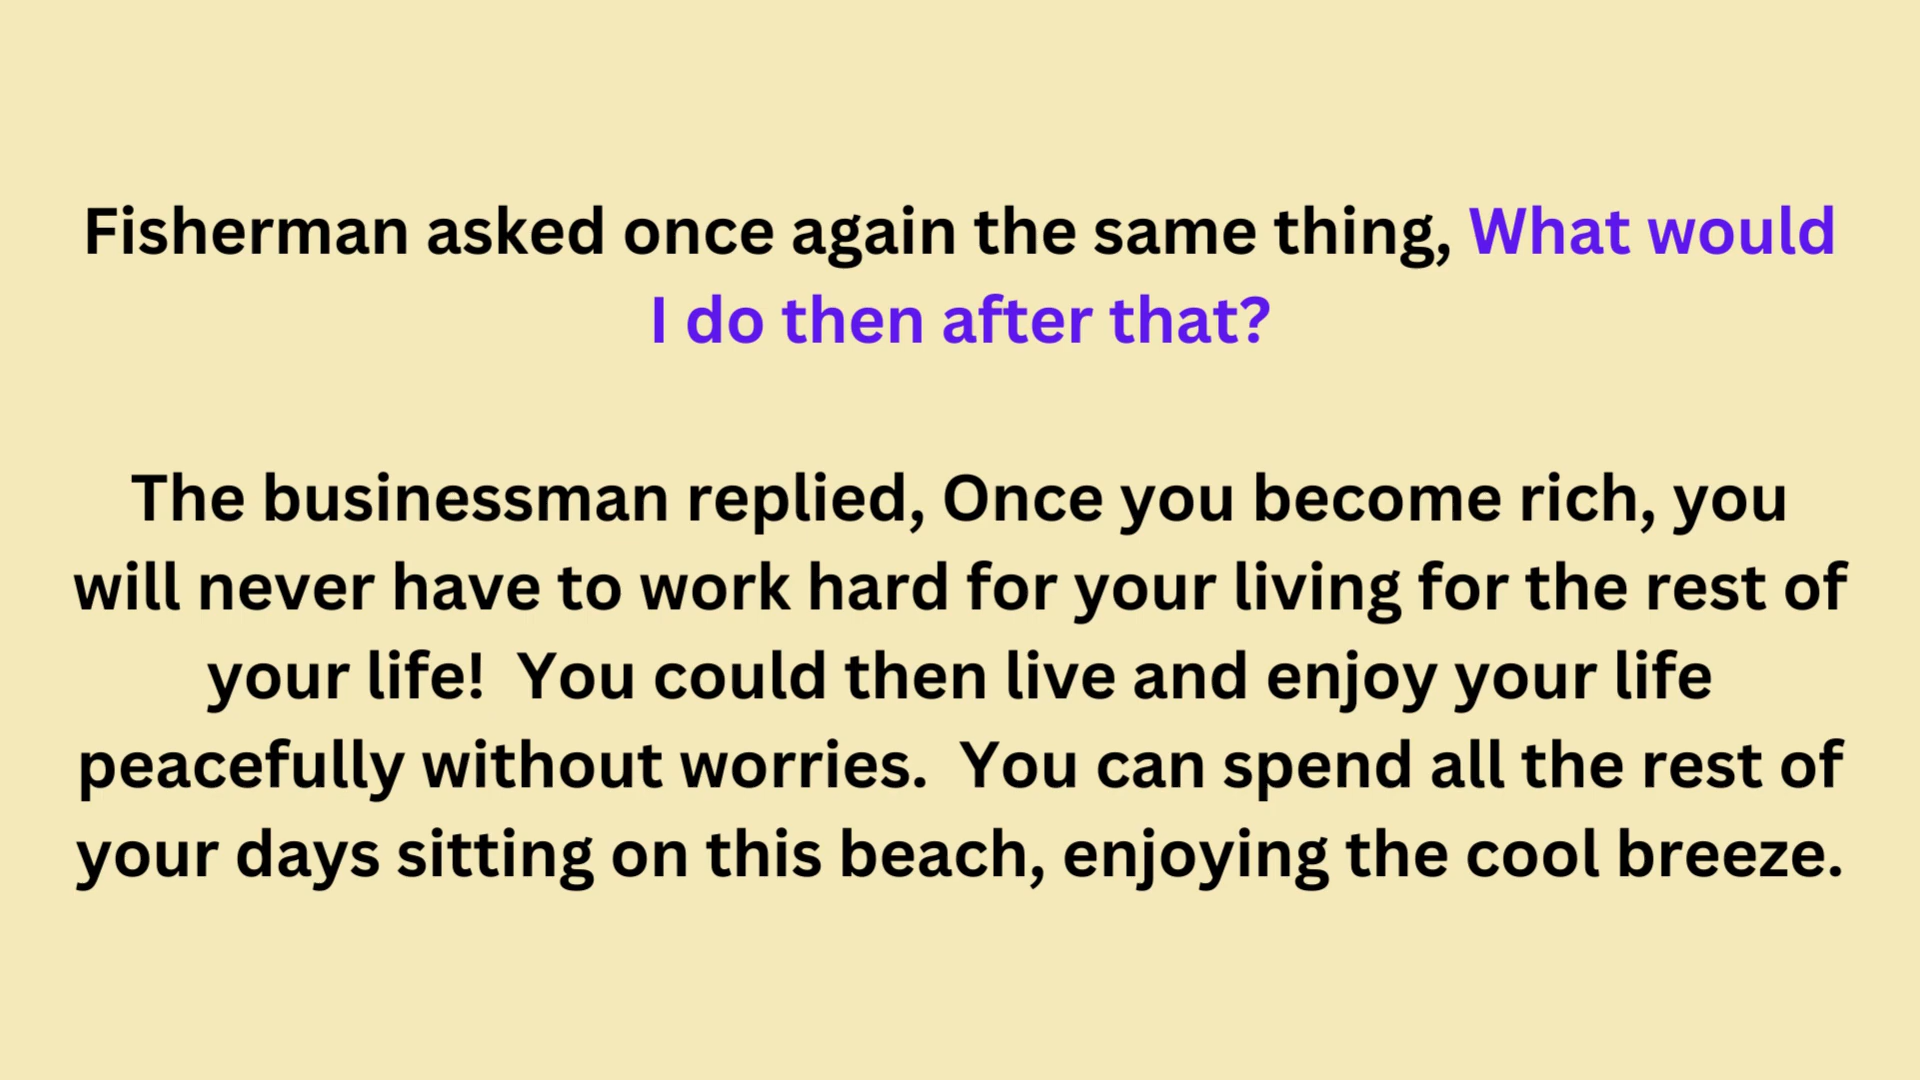 Fisherman asked once again the same thing, What would
I do then after that?
The businessman replied, Once you become rich, you
will never have to work hard for your living for the rest of
your life!  You could then live and enjoy your life
peacefully without worries.  You can spend all the rest of
your days sitting on this beach, enjoying the cool breeze.